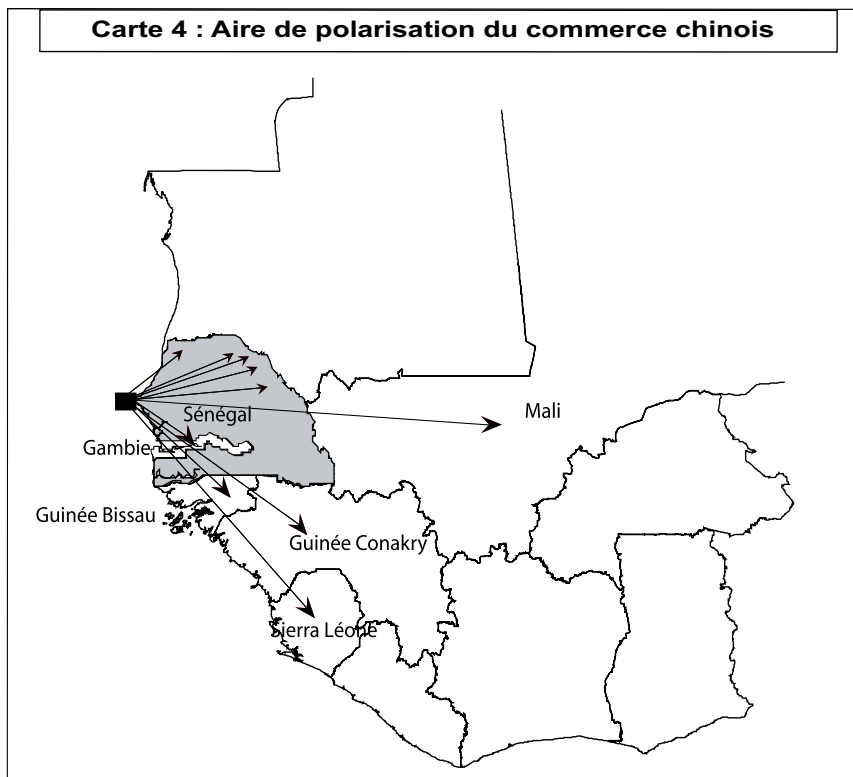 Carte 4 : Aire de polarisation du commerce chinois
Mali
Sénégal
Gambie
Guinée Bissau
Guinée Conakry
Sierra Léone